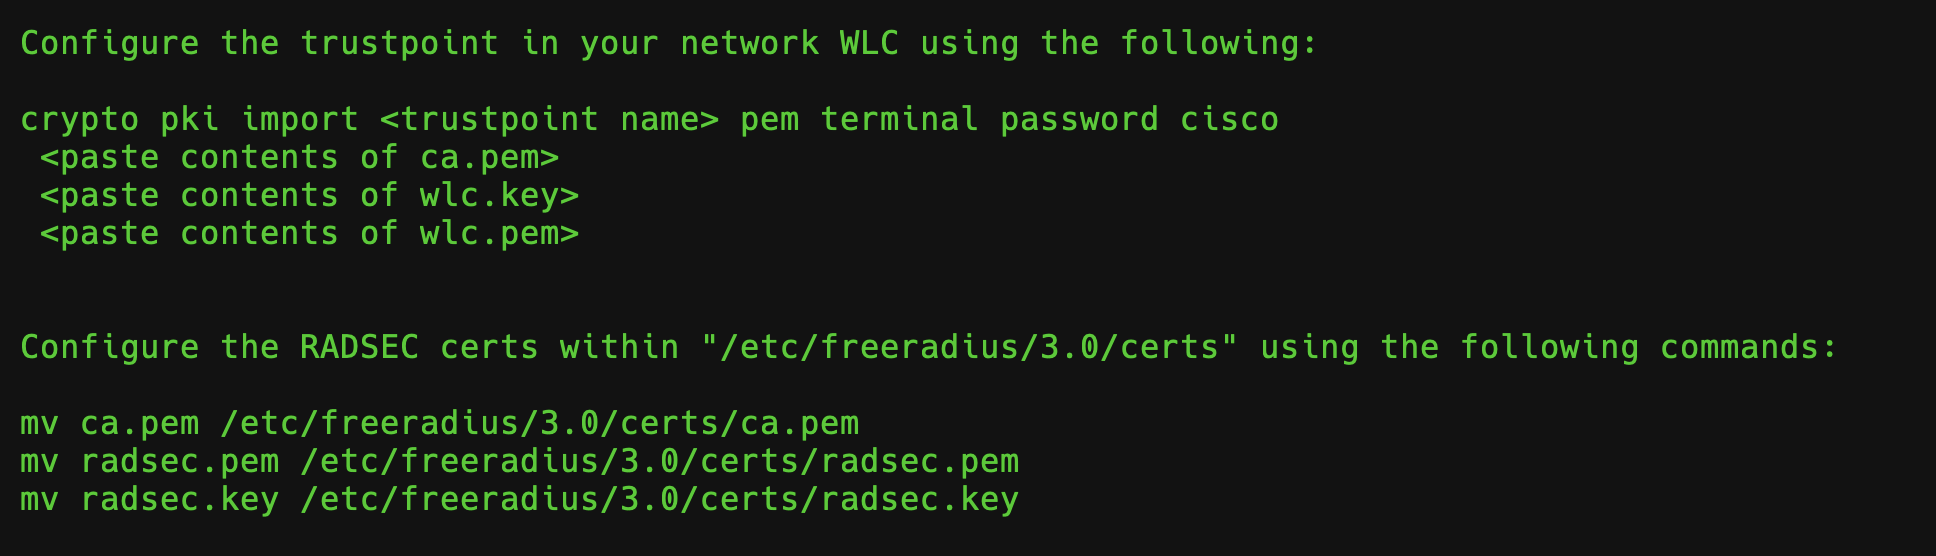 Configure the trustpoint in your network WLC using the following:
crypto pki import <trustpoint name> pem terminal password cisco
<paste contents of ca.pem>
<paste contents of wlc.key>
<paste contents of wlc.pem>
Configure the RADSEC certs within "/etc/freeradius/3.0/certs" using the following commands:
mv ca.pem /etc/freeradius/3.0/certs/ca.pem
mv radsec.pem /etc/freeradius/3.0/certs/radsec.pem
mv radsec.key /etc/freeradius/3.0/certs/radsec.key